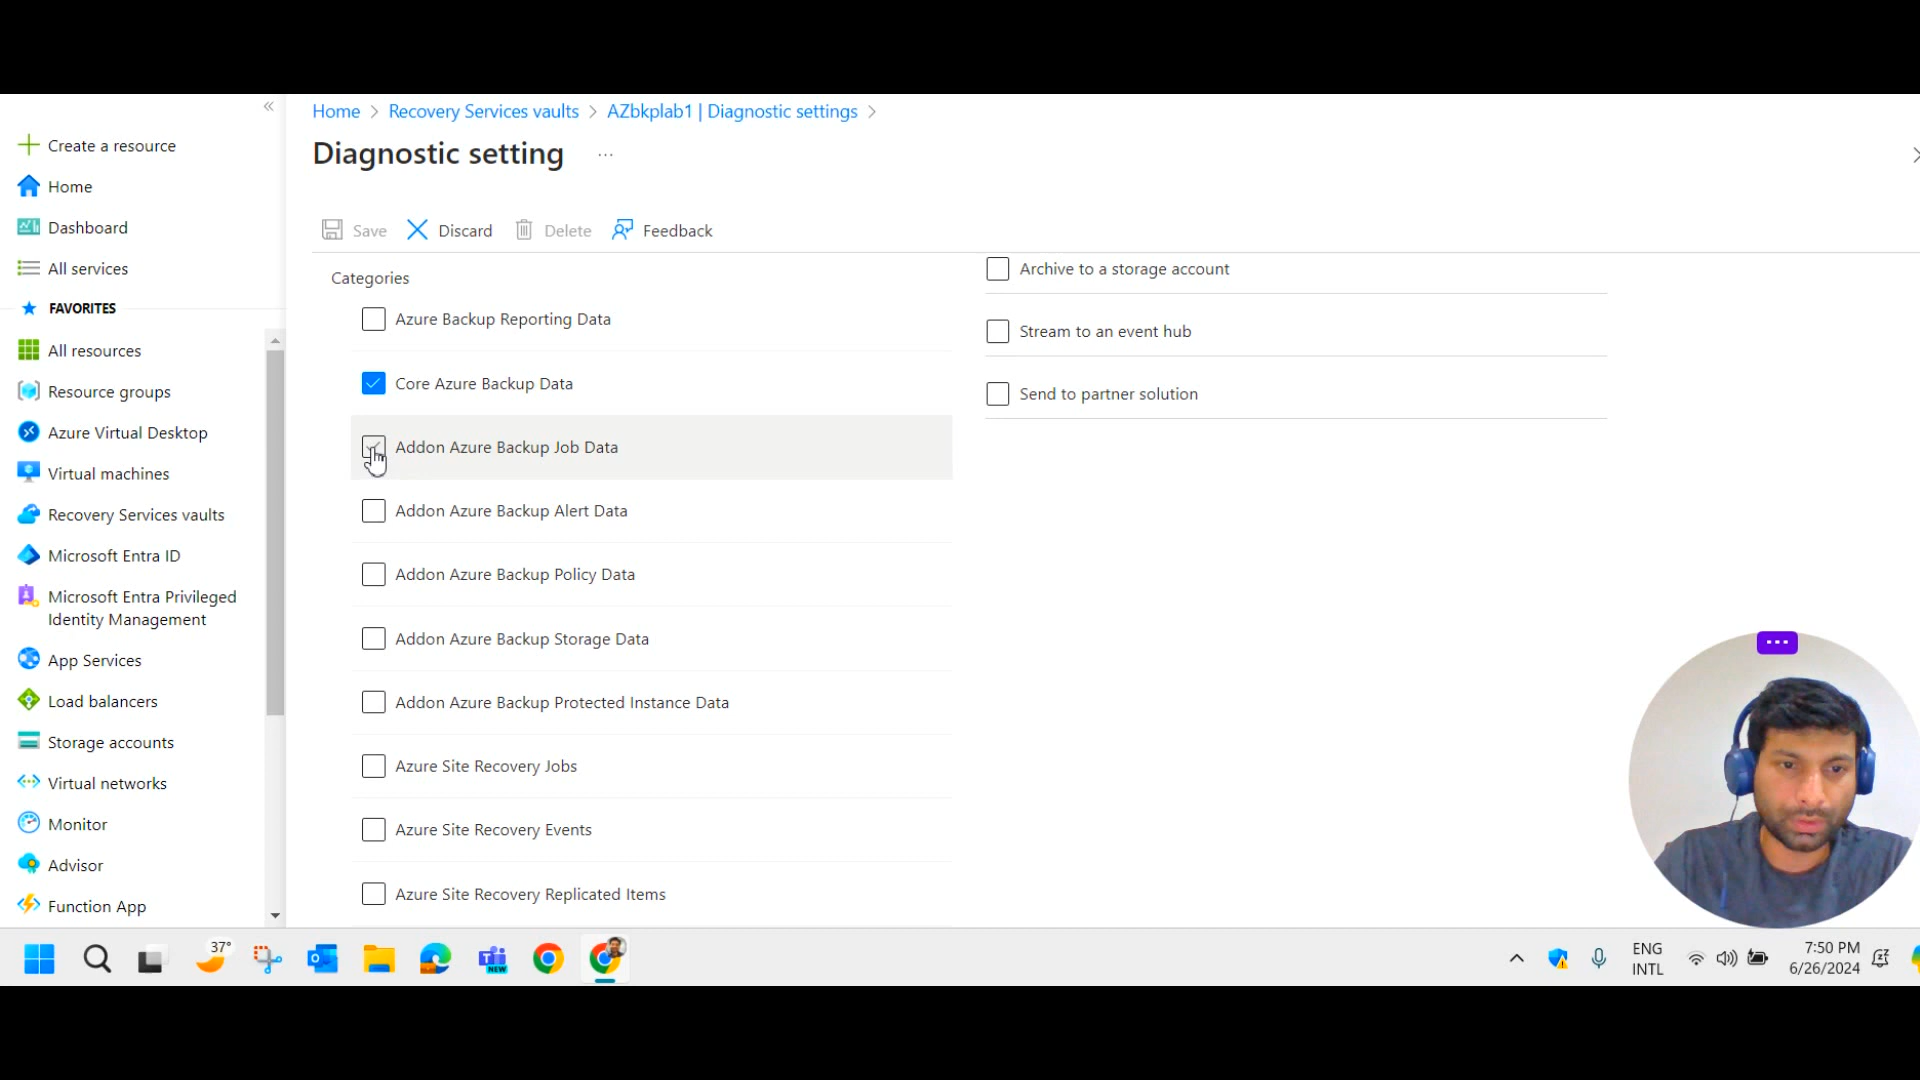 Home > Recovery Services vaults > AZbkplab1 | Diagnostic settings >
Diagnostic setting ...
Save Discard Delete Feedback
Create a resource
Home
Dashboard
All services
FAVORITES
All resources
Resource groups
Azure Virtual Desktop
Virtual machines
Recovery Services vaults
Microsoft Entra ID
Microsoft Entra Privileged
Identity Management
App Services
Load balancers
Storage accounts
Virtual networks
Monitor
Advisor
Function App
Categories
Azure Backup Reporting Data
Core Azure Backup Data
Addon Azure Backup Job Data
Addon Azure Backup Alert Data
Addon Azure Backup Policy Data
Addon Azure Backup Storage Data
Addon Azure Backup Protected Instance Data
Azure Site Recovery Jobs
Azure Site Recovery Events
Azure Site Recovery Replicated Items
Archive to a storage account
Stream to an event hub
Send to partner solution
37°
NEW
ENG
INTL
7:50 PM
6/26/2024